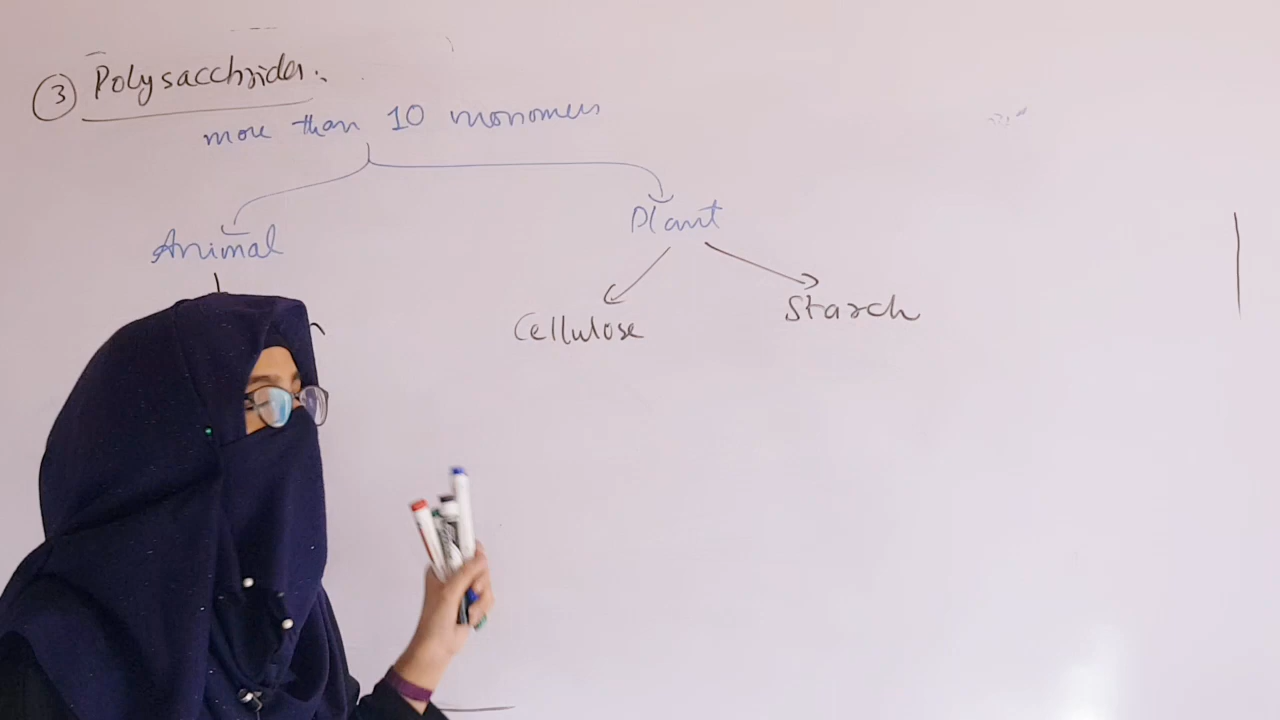 ③ Polysacchrides.
more than 10 monomers
Animal
Plant
Cellulose
Starch